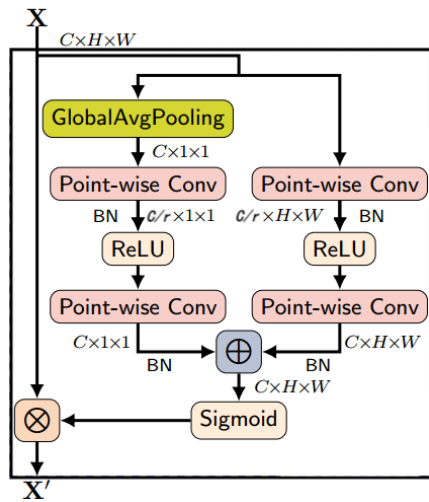 X
C×H×W
GlobalAvgPooling
C×1×1
Point-wise Conv Point-wise Conv
BN C/r×1×1 C/r×H×W BN
ReLU ReLU
Point-wise Conv Point-wise Conv
C×1×1 ⊕ C×H×W
BN BN
C×H×W
⊗ Sigmoid
X′